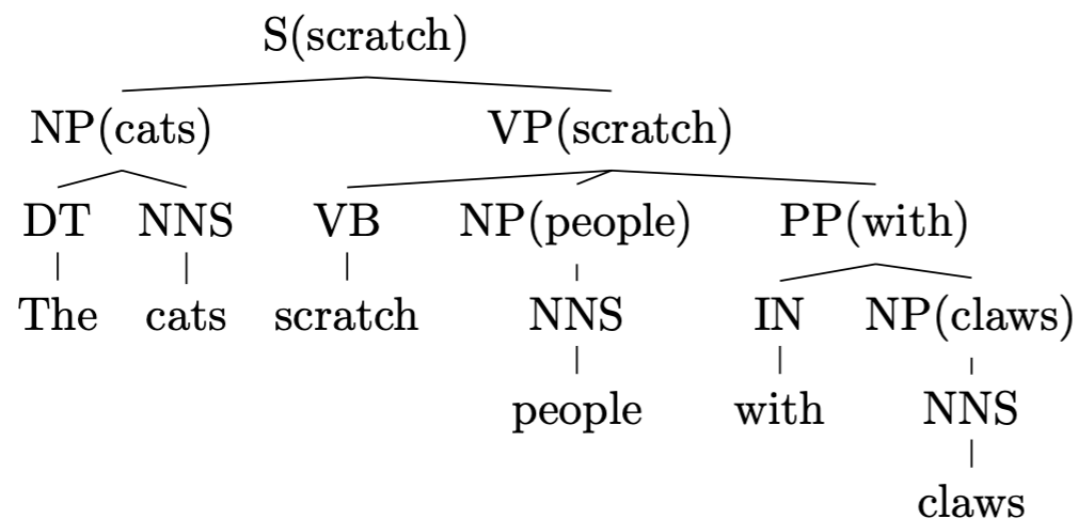 S(scratch)
NP(cats) VP(scratch)
DT NNS VB NP(people) PP(with)
The cats scratch NNS IN NP(claws)
people with NNS
claws